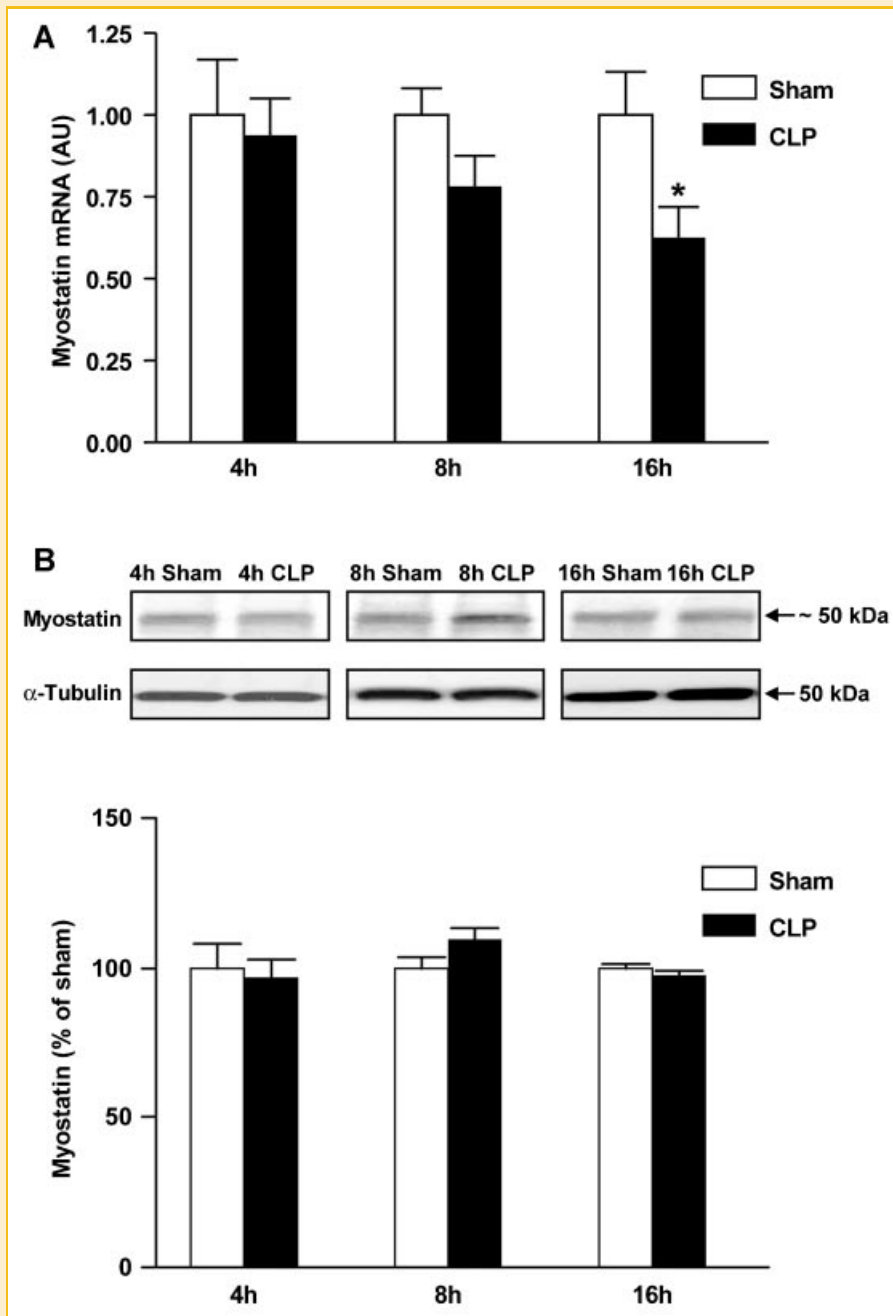 A
1.25
1.00
0.75
0.50
0.25
0.00
Myostatin mRNA (AU)
Sham
CLP
*
4h 8h 16h
B
4h Sham 4h CLP 8h Sham 8h CLP 16h Sham 16h CLP
Myostatin ~ 50 kDa
α-Tubulin 50 kDa
150
100
50
0
Myostatin (% of sham)
Sham
CLP
4h 8h 16h